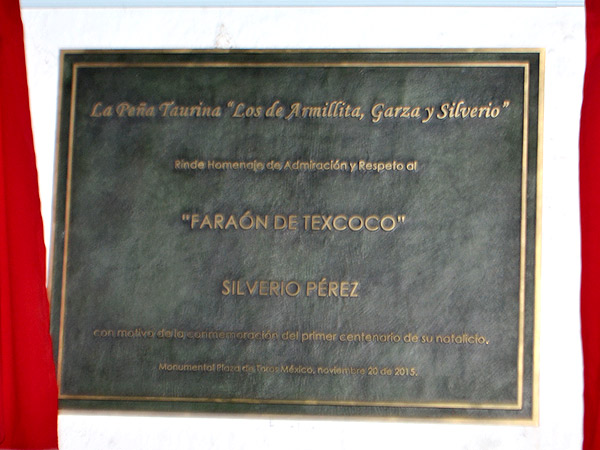 La Peña Taurina "Los de Armillita, Garza y Silverio"
Rinde Homenaje de Admiración y Respeto al
"FARAÓN DE TEXCOCO"
SILVERIO PÉREZ
con motivo de la conmemoración del primer centenario de su natalicio.
Monumental Plaza de Toros México, noviembre 20 de 2015.